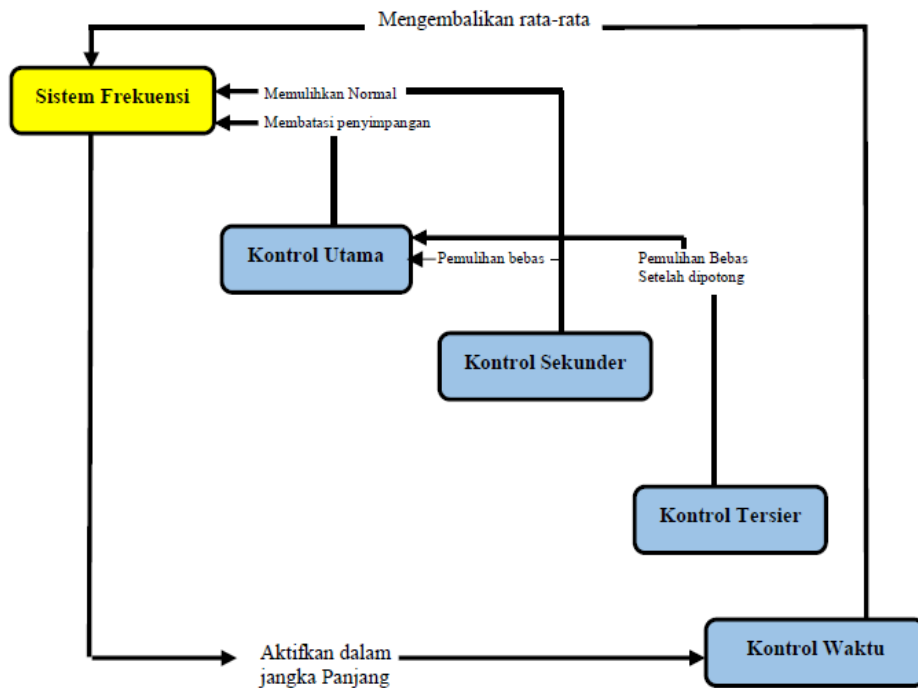 Mengembalikan rata-rata
Sistem Frekuensi
Memulihkan Normal
Membatasi penyimpangan
Kontrol Utama
Pemulihan bebas
Pemulihan Bebas
Setelah dipotong
Kontrol Sekunder
Kontrol Tersier
Kontrol Waktu
Aktifkan dalam
jangka Panjang